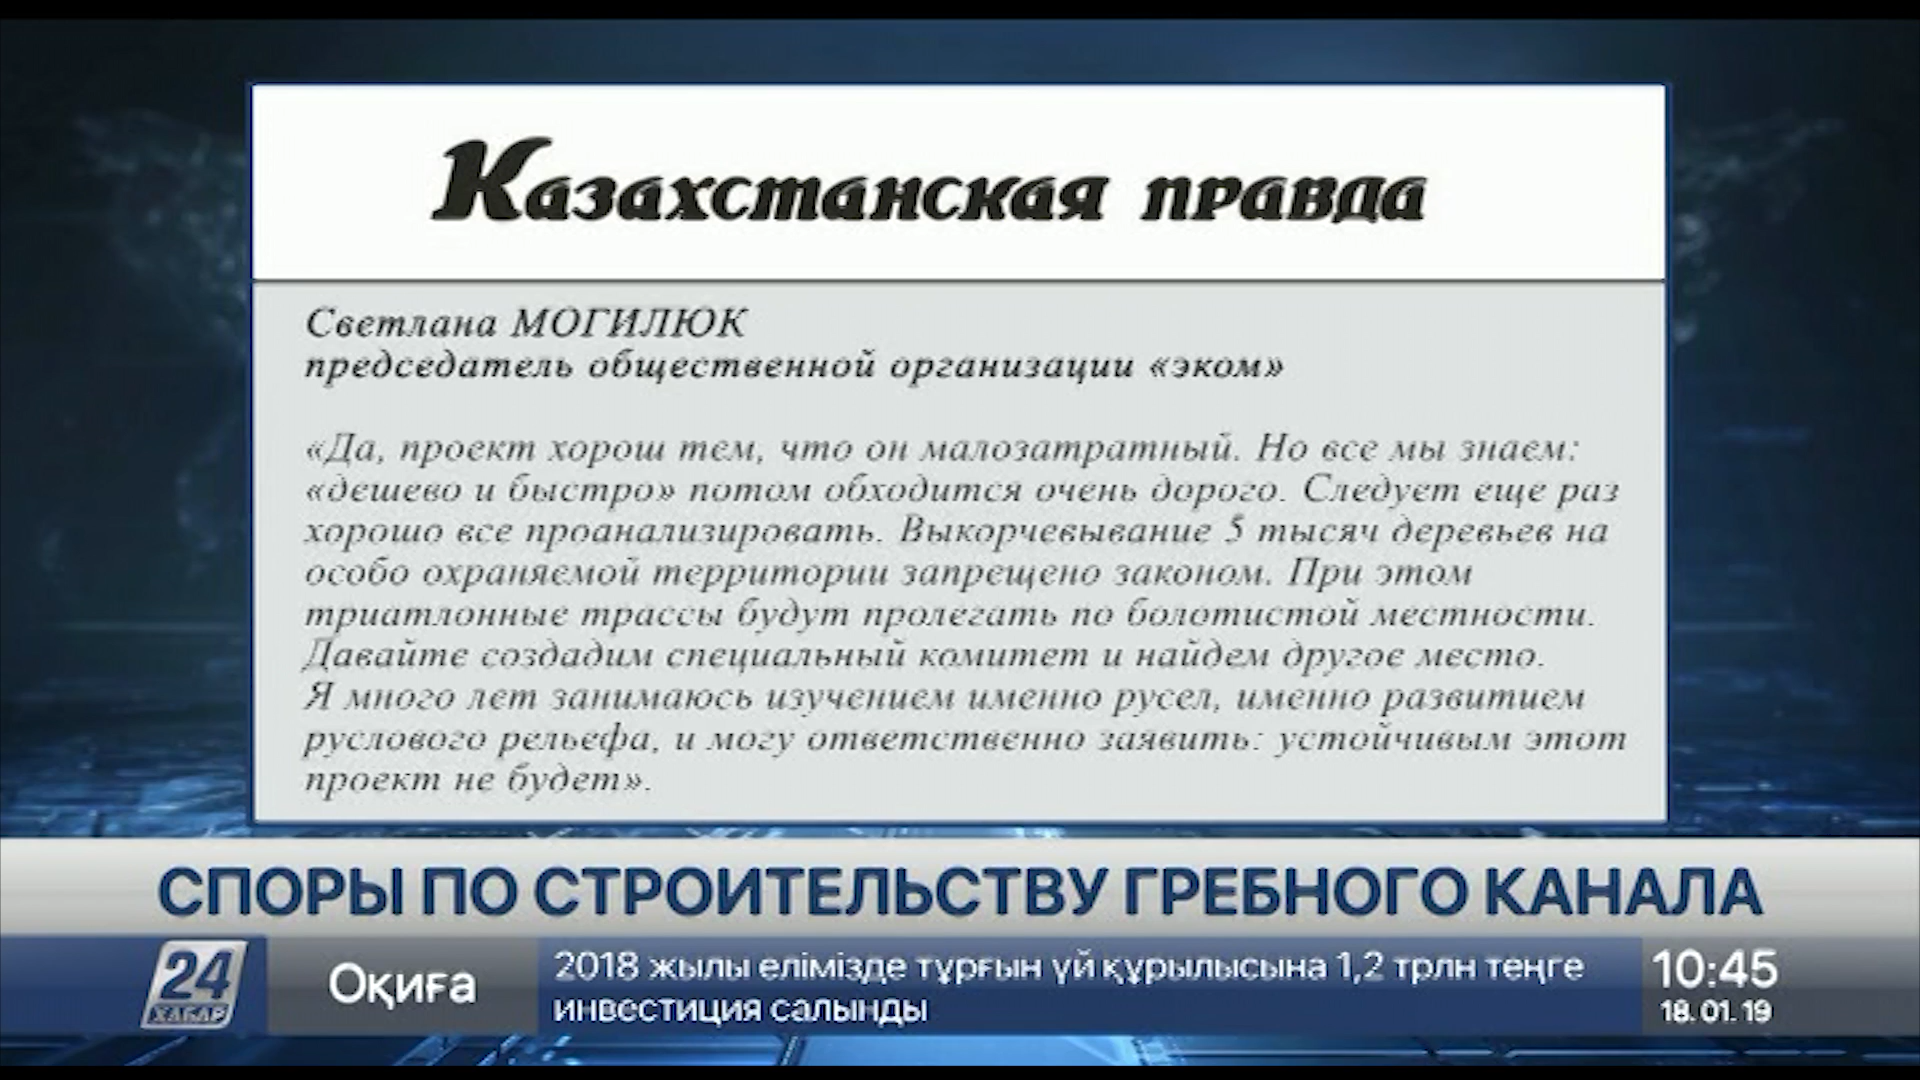 Казахстанская правда
Светлана МОГИЛЮК
председатель общественной организации «эком»
«Да, проект хорош тем, что он малозатратный. Но все мы знаем:
«дешево и быстро» потом обходится очень дорого. Следует еще раз
хорошо все проанализировать. Выкорчевывание 5 тысяч деревьев на
особо охраняемой территории запрещено законом. При этом
триатлонные трассы будут пролегать по болотистой местности.
Давайте создадим специальный комитет и найдем другое место.
Я много лет занимаюсь изучением именно русел, именно развитием
руслового рельефа, и могу ответственно заявить: устойчивым этот
проект не будет».
СПОРЫ ПО СТРОИТЕЛЬСТВУ ГРЕБНОГО КАНАЛА
24
ХАБАР
Оқиға
2018 жылы елімізде тұрғын үй құрылысына 1,2 трлн теңге
инвестиция салынды
10:45
18.01.19